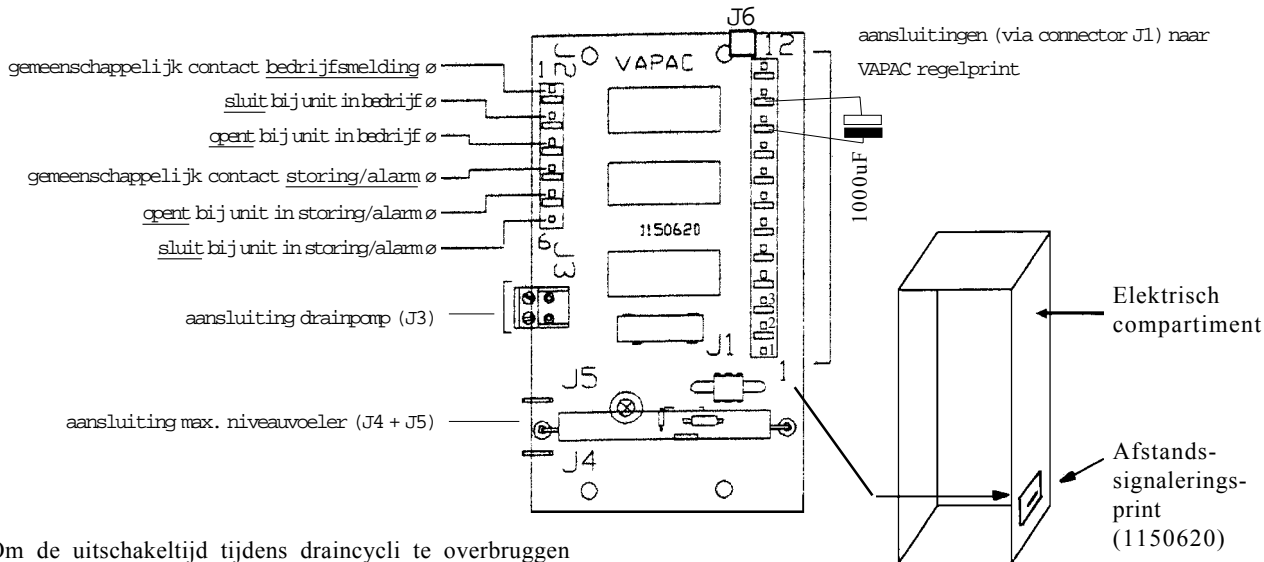 J6
12
aansluitingen (via connector J1) naar
VAPAC regelprint
J2
VAPAC
gemeenschappelijk contact bedrijfsmelding ø
1
sluit bij unit in bedrijf ø
opent bij unit in bedrijf ø
gemeenschappelijk contact storing/alarm ø
opent bij unit in storing/alarm ø
sluit bij unit in storing/alarm ø
6
1000uF
1150620
J3
aansluiting drainpomp (J3)
3
2
1
J1
1
Elektrisch
compartiment
J5
aansluiting max. niveauvoeler (J4 + J5)
J4
Afstands-
signalerings-
print
(1150620)
Om de uitschakeltijd tijdens draincycli te overbruggen